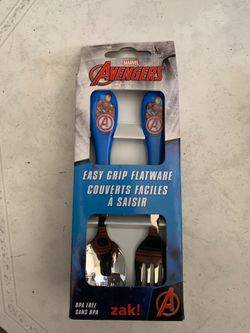 MARVEL
AVENGERS
EASY GRIP FLATWARE
COUVERTS FACILES
À SAISIR
BPA FREE
SANS BPA
zak!